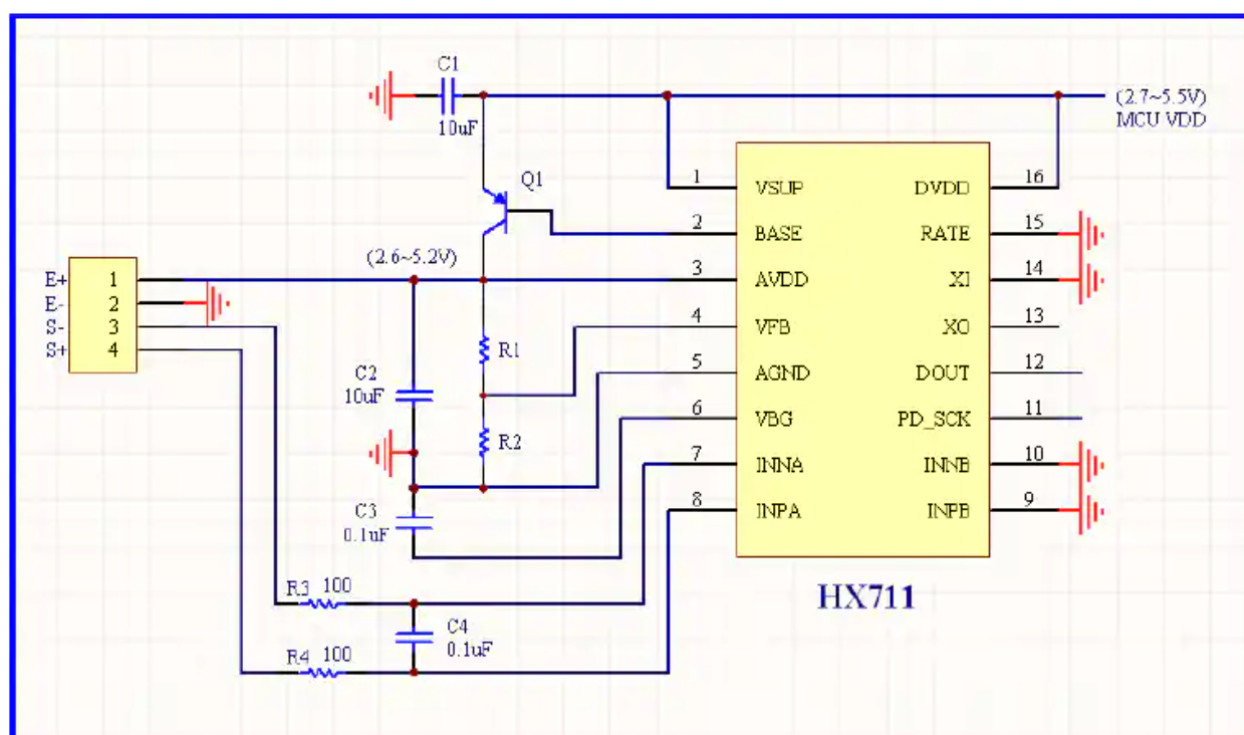 C1
10uF
(2.7~5.5V)
MCU VDD
Q1
1 VSUP DVDD 16
2 BASE RATE 15
(2.6~5.2V)
E+ 1
3 AVDD XI 14
E- 2
S- 3
4 VFB XO 13
S+ 4
R1
C2
10uF
5 AGND DOUT 12
6 VBG PD_SCK 11
R2
7 INNA INNB 10
C3
0.1uF
8 INPA INPB 9
R3 100
HX711
C4
0.1uF
R4 100